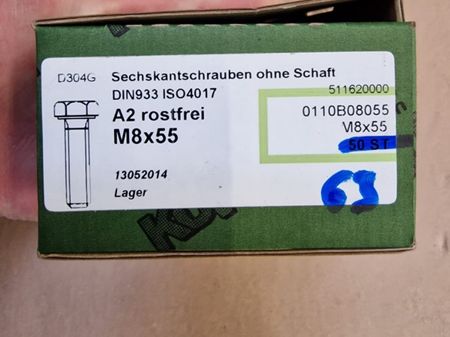 D304G
Sechskantschrauben ohne Schaft
DIN933 ISO4017
511620000
A2 rostfrei
0110B08055
M8x55
M8x55
50 ST
13052014
Lager
63